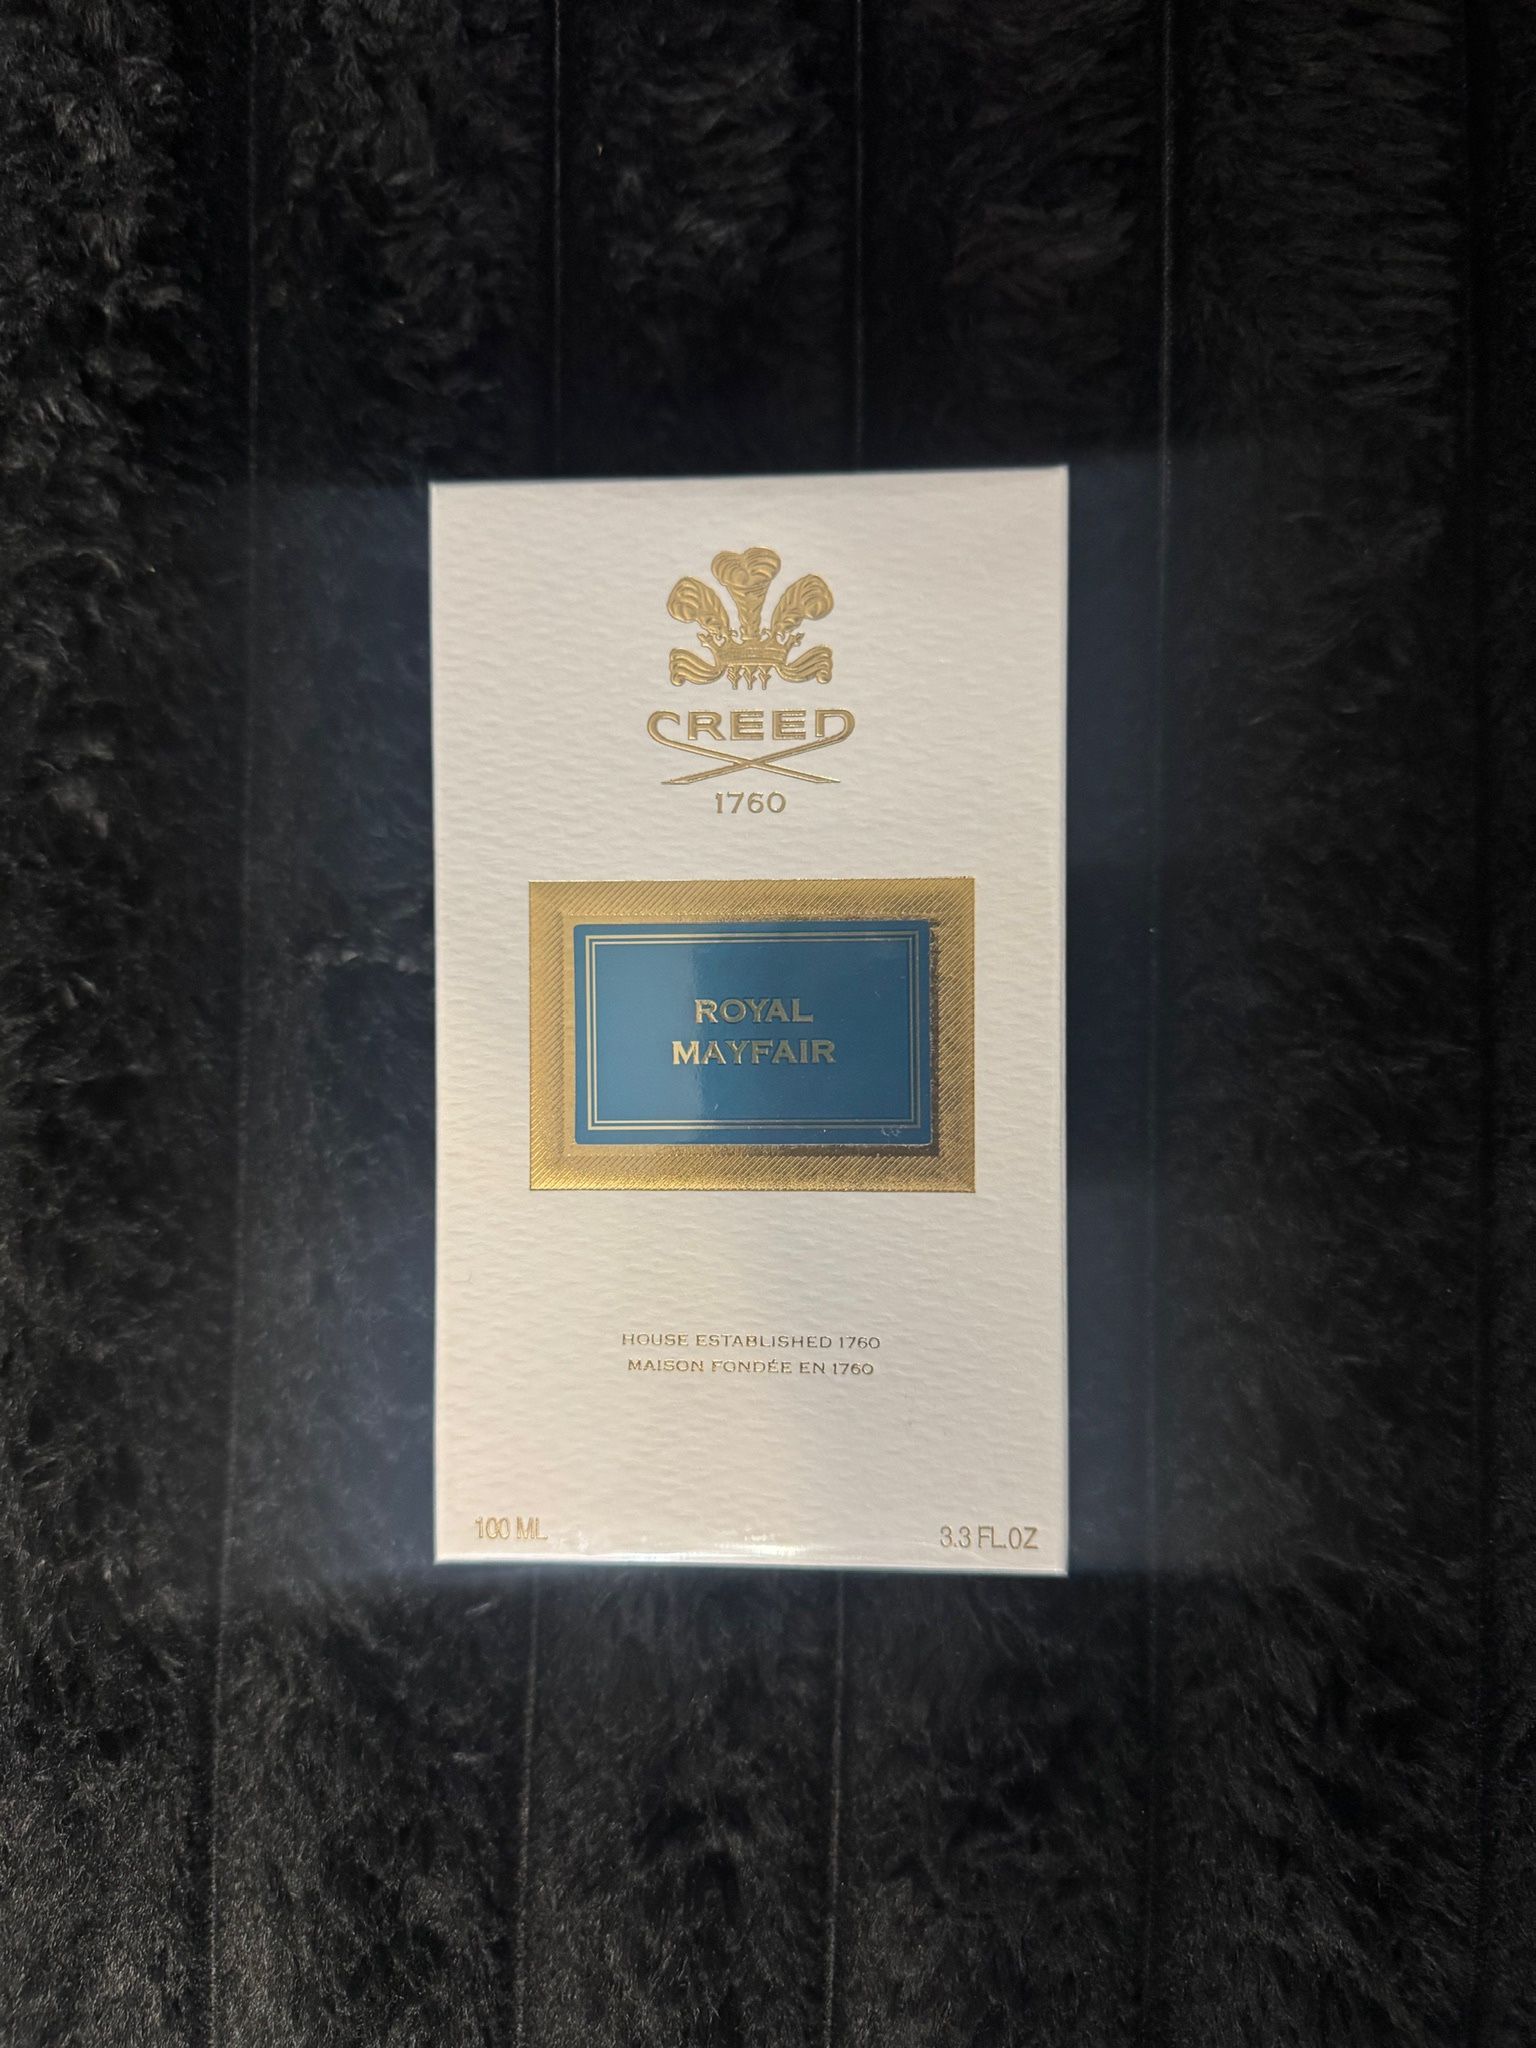 CREED
1760
ROYAL
MAYFAIR
HOUSE ESTABLISHED 1760
MAISON FONDÉE EN 1760
100 ML
3.3 FL.OZ